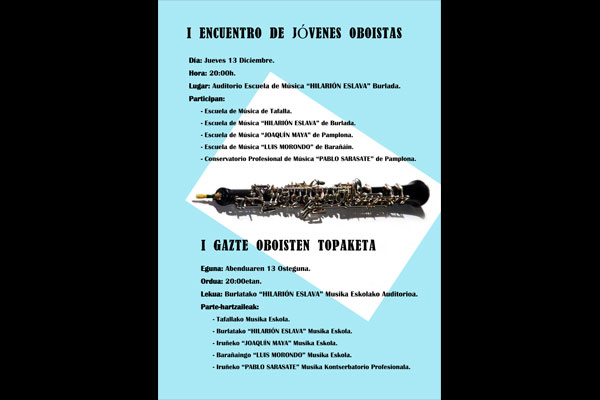 I ENCUENTRO DE JÓVENES OBOISTAS
Día: Jueves 13 Diciembre.
Hora: 20:00h.
Lugar: Auditorio Escuela de Música "HILARIÓN ESLAVA" Burlada.
Participan:
- Escuela de Música de Tafalla.
- Escuela de Música "HILARIÓN ESLAVA" de Burlada.
- Escuela de Música "JOAQUÍN MAYA" de Pamplona.
- Escuela de Música "LUIS MORONDO" de Barañáin.
- Conservatorio Profesional de Música "PABLO SARASATE" de Pamplona.
I GAZTE OBOISTEN TOPAKETA
Eguna: Abenduaren 13 Osteguna.
Ordua: 20:00etan.
Lekua: Burlatako "HILARIÓN ESLAVA" Musika Eskolako Auditorioa.
Parte-hartzaileak:
- Tafallako Musika Eskola.
- Burlatako "HILARIÓN ESLAVA" Musika Eskola.
- Iruñeko "JOAQUÍN MAYA" Musika Eskola.
- Barañaingo "LUIS MORONDO" Musika Eskola.
- Iruñeko "PABLO SARASATE" Musika Kontserbatorio Profesionala.